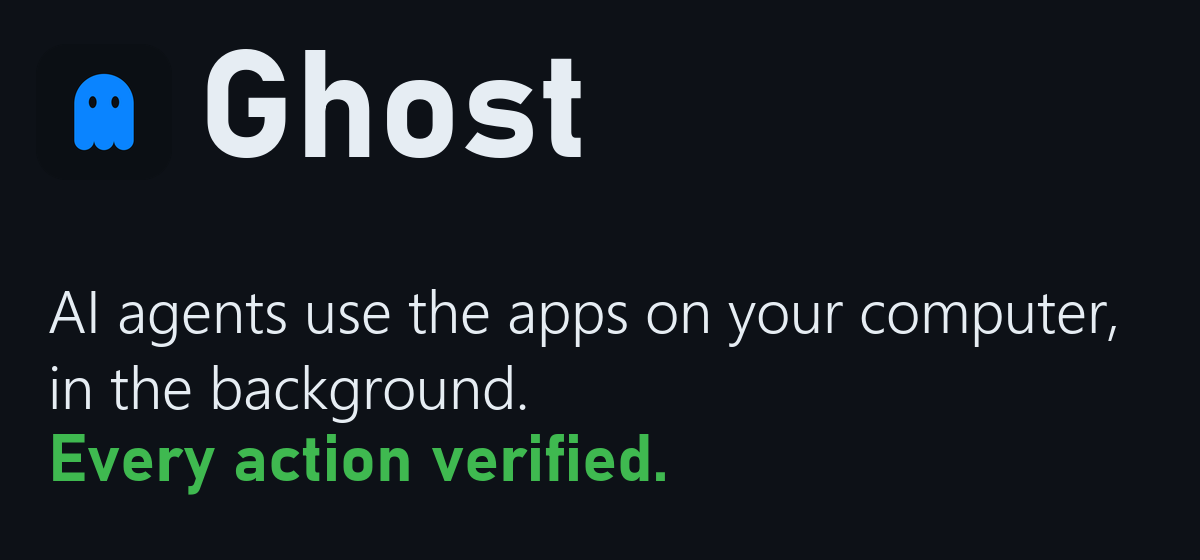 Ghost
AI agents use the apps on your computer,
in the background.
Every action verified.